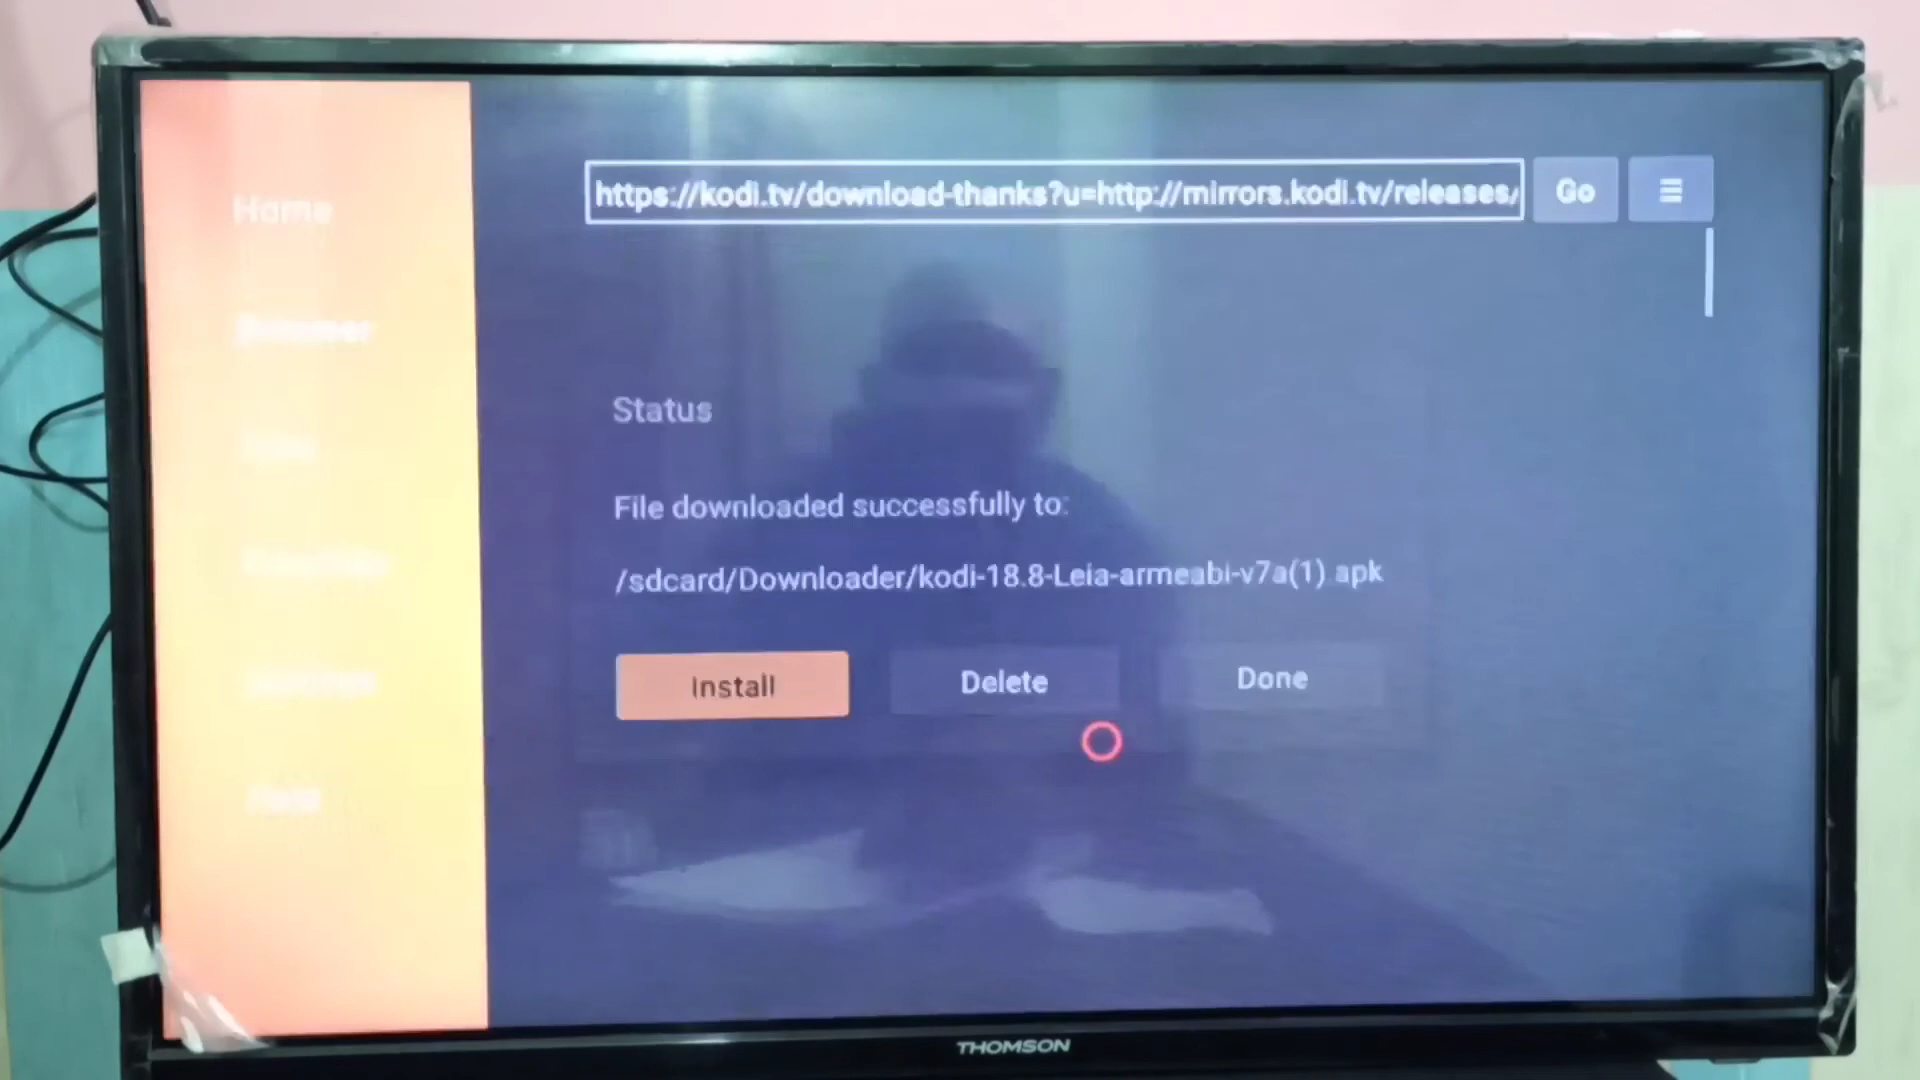 Home
Browser
https://kodi.tv/download-thanks?u=http://mirrors.kodi.tv/releases/
Go
Status
File downloaded successfully to:
/sdcard/Downloader/kodi-18.8-Leia-armeabi-v7a(1).apk
Install
Delete
Done
THOMSON